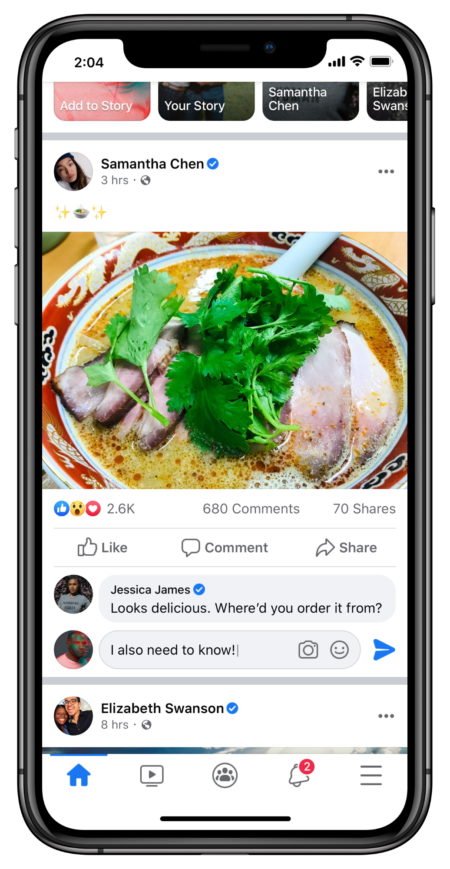 2:04
Add to Story
Your Story
Samantha
Chen
Elizab
Swans
Samantha Chen
3 hrs ·
✨🍲✨
2.6K
680 Comments
70 Shares
Like
Comment
Share
Jessica James
Looks delicious. Where'd you order it from?
I also need to know!
Elizabeth Swanson
8 hrs ·
2